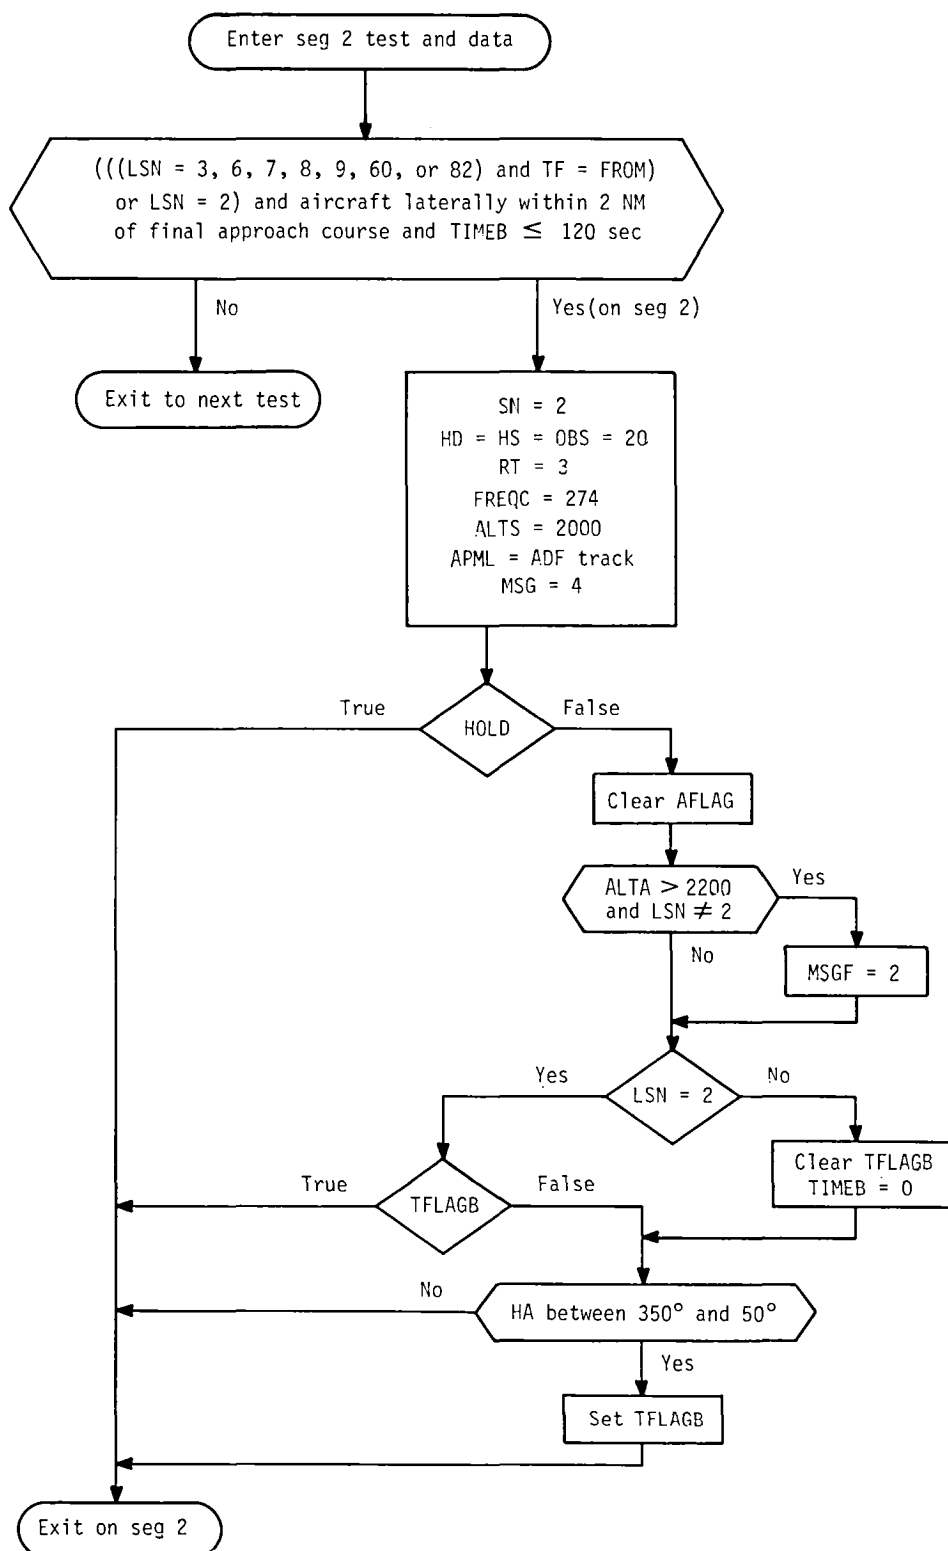 Enter seg 2 test and data
(((LSN = 3, 6, 7, 8, 9, 60, or 82) and TF = FROM)
or LSN = 2) and aircraft laterally within 2 NM
of final approach course and TIMEB ≤ 120 sec
No
Yes(on seg 2)
Exit to next test
SN = 2
HD = HS = OBS = 20
RT = 3
FREQC = 274
ALTS = 2000
APML = ADF track
MSG = 4
True
HOLD
False
Clear AFLAG
ALTA > 2200
and LSN ≠ 2
Yes
No
MSGF = 2
Yes
LSN = 2
No
Clear TFLAGB
TIMEB = 0
True
TFLAGB
False
No
HA between 350° and 50°
Yes
Set TFLAGB
Exit on seg 2